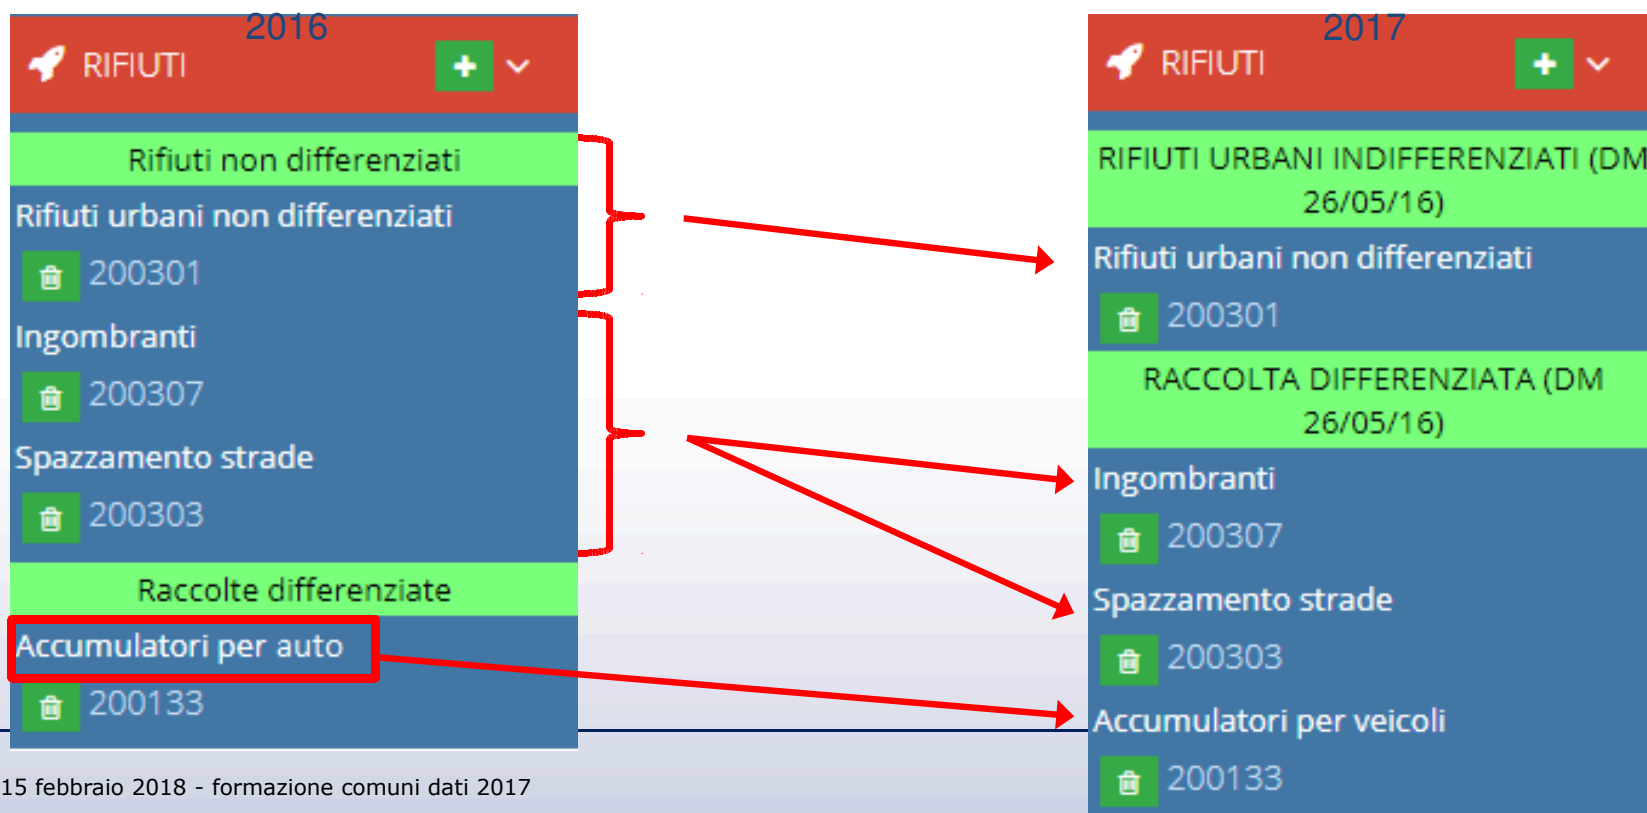 2016
RIFIUTI
Rifiuti non differenziati
Rifiuti urbani non differenziati
200301
Ingombranti
200307
Spazzamento strade
200303
Raccolte differenziate
Accumulatori per auto
200133
2017
RIFIUTI
RIFIUTI URBANI INDIFFERENZIATI (DM
26/05/16)
Rifiuti urbani non differenziati
200301
RACCOLTA DIFFERENZIATA (DM
26/05/16)
Ingombranti
200307
Spazzamento strade
200303
Accumulatori per veicoli
200133
15 febbraio 2018 - formazione comuni dati 2017